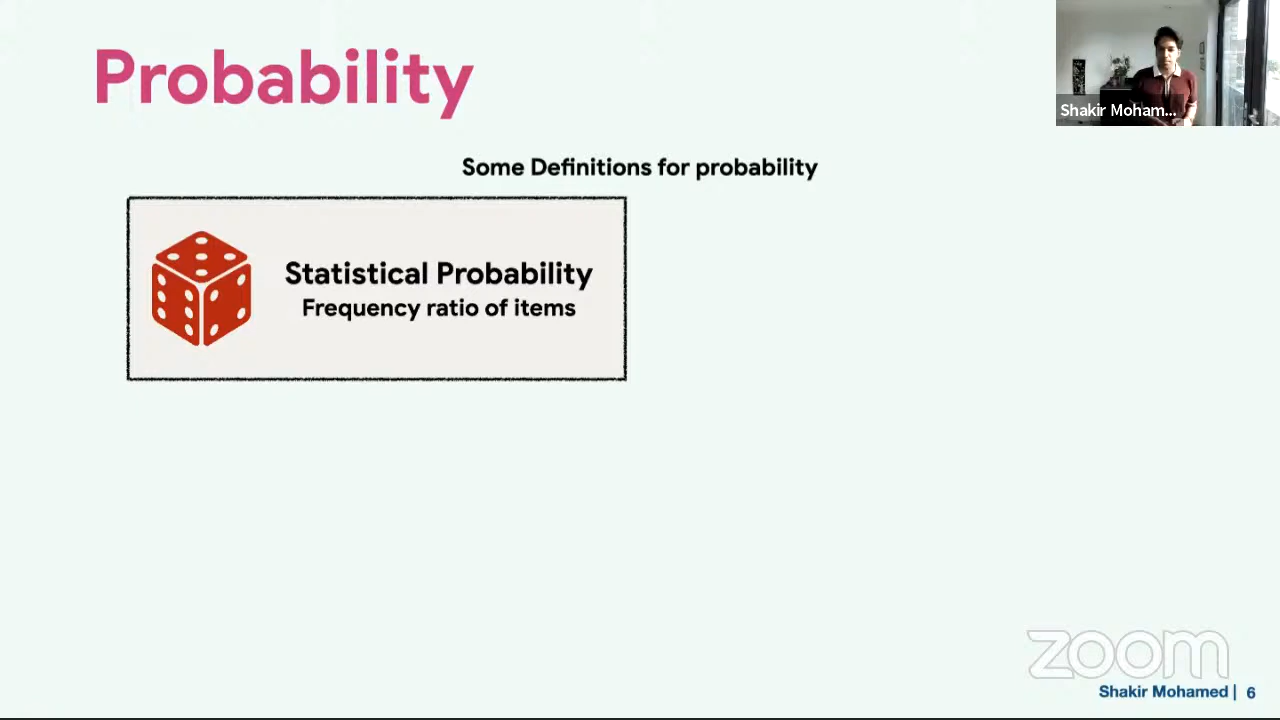 Probability
Shakir Moham...
Some Definitions for probability
Statistical Probability
Frequency ratio of items
zoom
Shakir Mohamed | 6